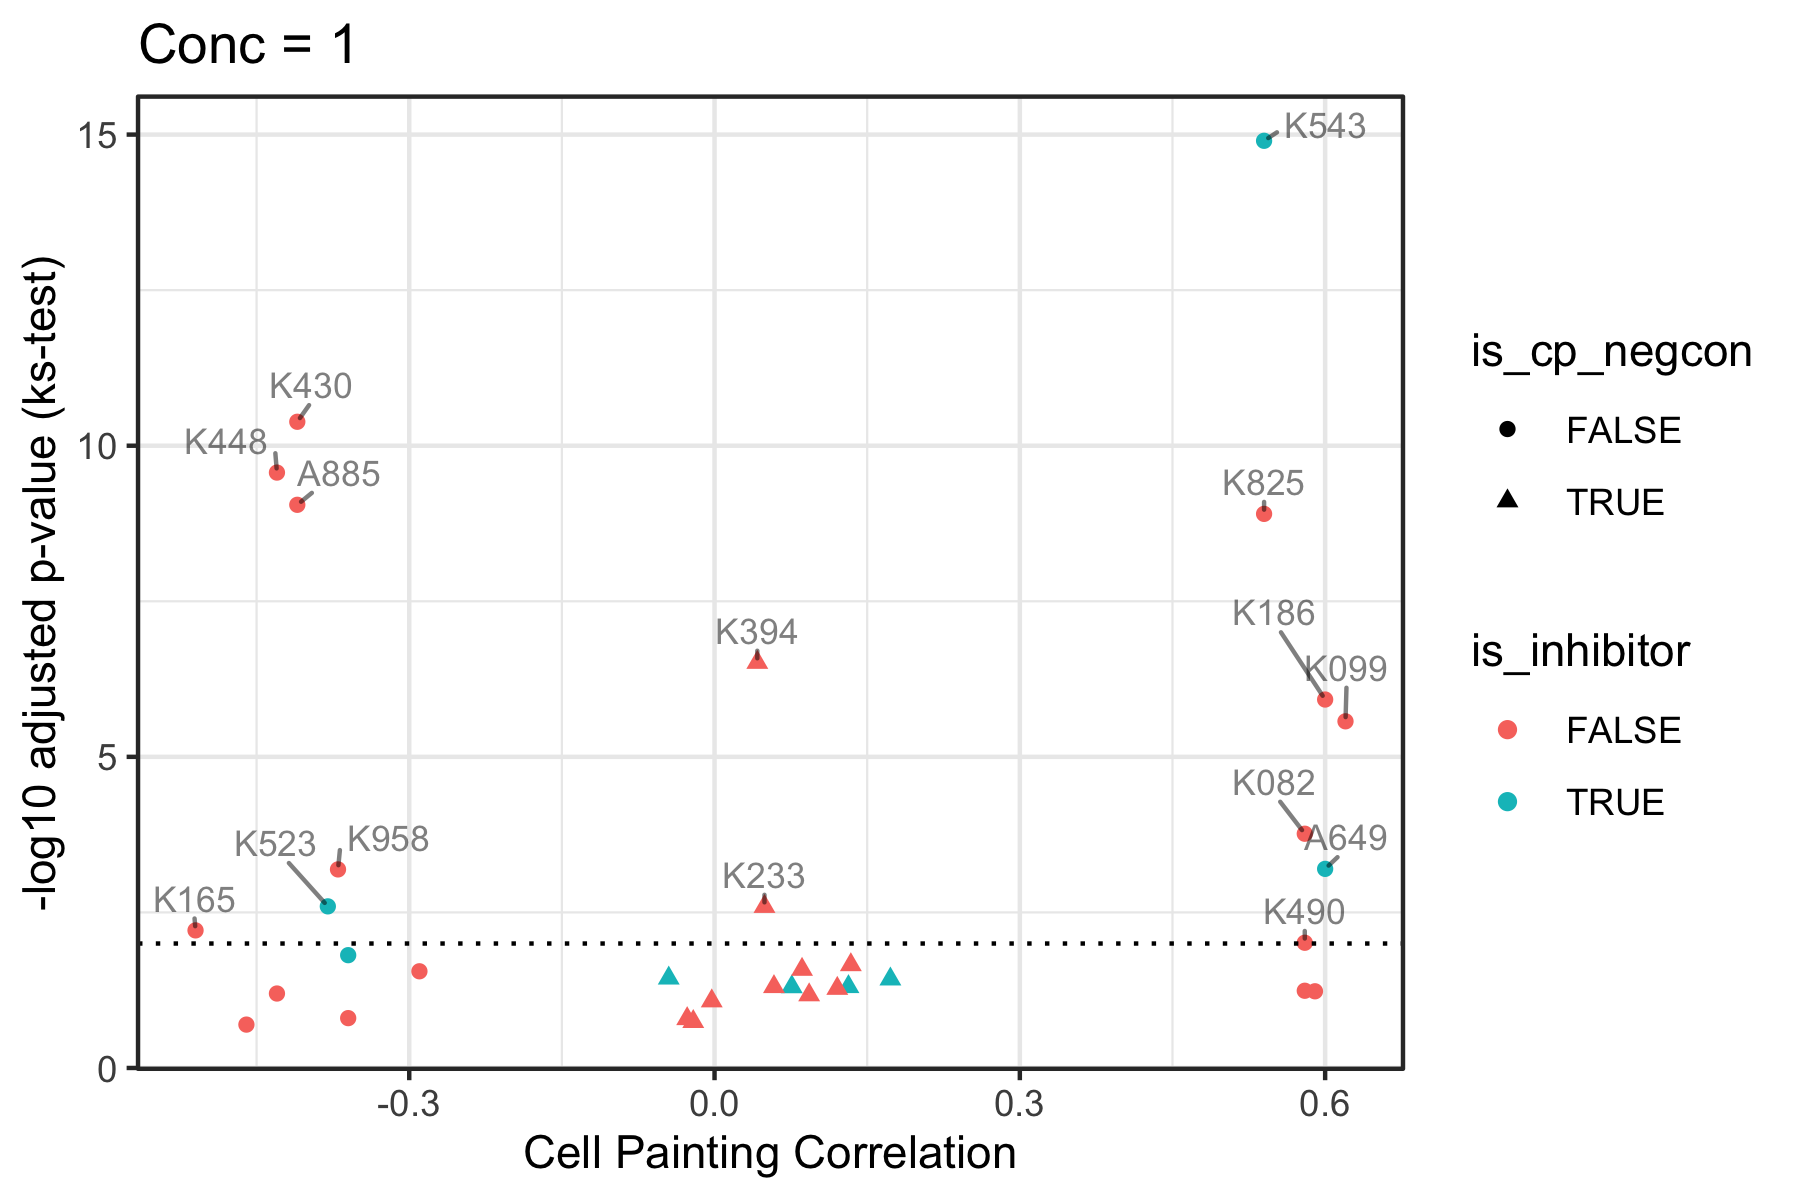 Conc = 1
-log10 adjusted p-value (ks-test)
15
10
5
0
K543
K430
K448
A885
K825
K394
K186
K099
K082
A649
K523
K958
K233
K165
K490
-0.3
0.0
0.3
0.6
Cell Painting Correlation
is_cp_negcon
FALSE
TRUE
is_inhibitor
FALSE
TRUE